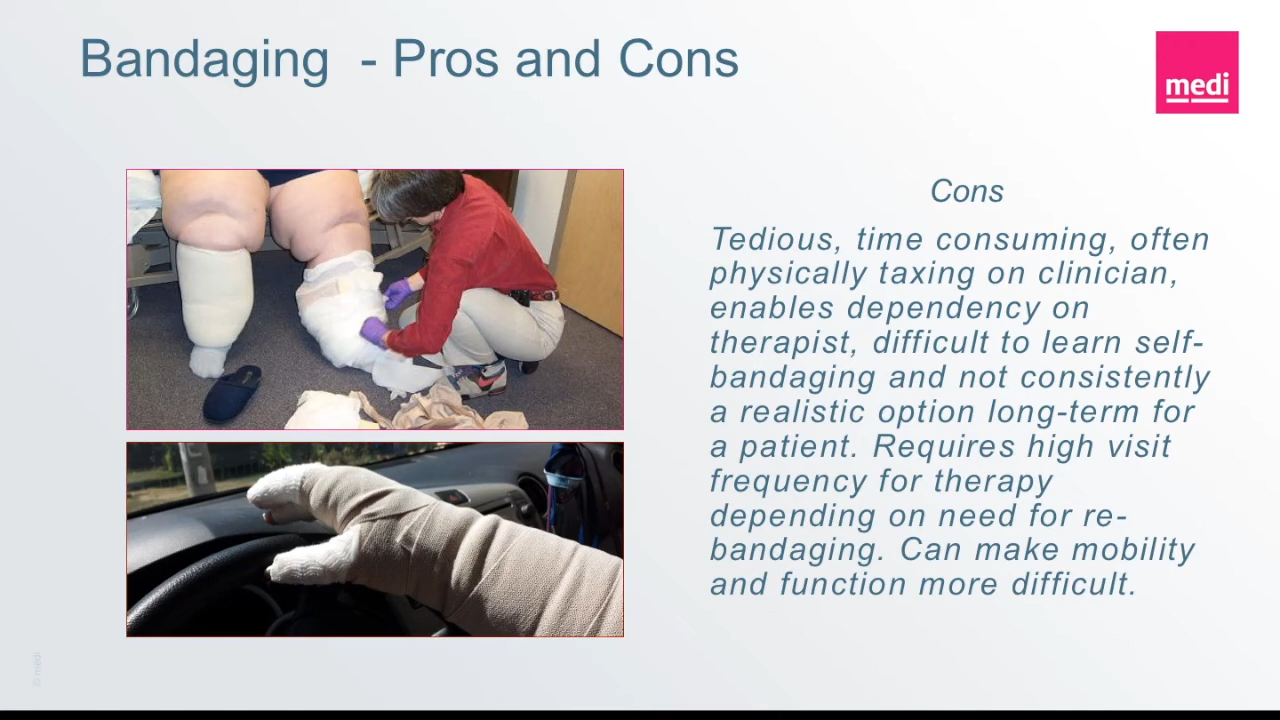 Bandaging  - Pros and Cons
medi
Cons
Tedious, time consuming, often
physically taxing on clinician,
enables dependency on
therapist, difficult to learn self-
bandaging and not consistently
a realistic option long-term for
a patient. Requires high visit
frequency for therapy
depending on need for re-
bandaging. Can make mobility
and function more difficult.
© medi